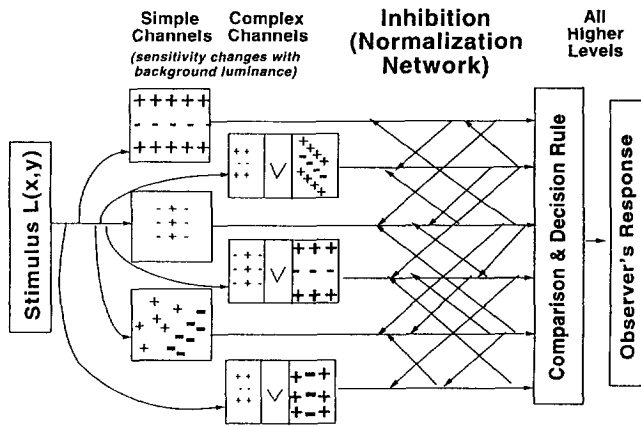 Simple
Channels
Complex
Channels
(sensitivity changes with
background luminance)
Inhibition
(Normalization
Network)
All
Higher
Levels
Stimulus L(x,y)
Comparison & Decision Rule
Observer's Response